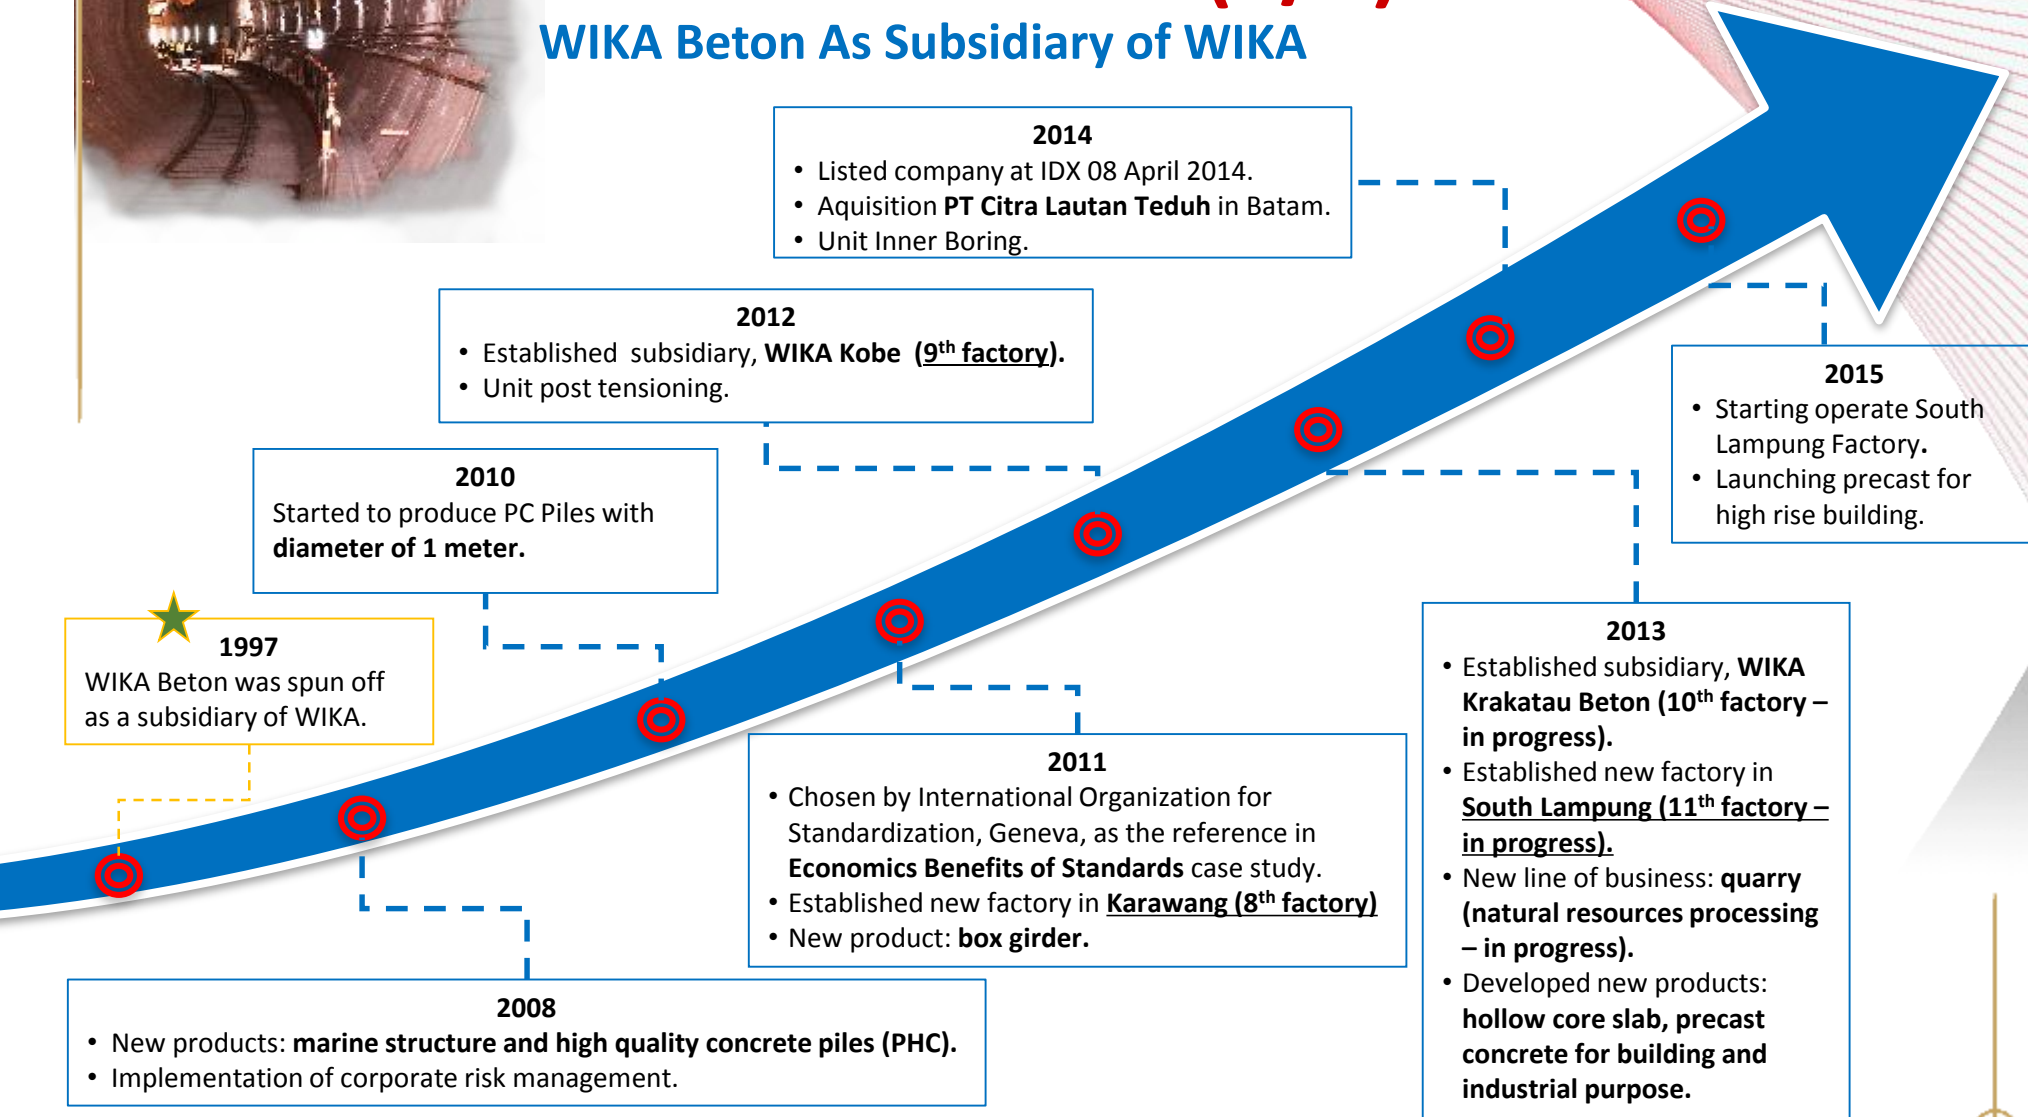 WIKA Beton As Subsidiary of WIKA
2014
• Listed company at IDX 08 April 2014.
• Aquisition PT Citra Lautan Teduh in Batam.
• Unit Inner Boring.
2012
• Established subsidiary, WIKA Kobe (9th factory).
• Unit post tensioning.
2015
• Starting operate South
Lampung Factory.
• Launching precast for
high rise building.
2010
Started to produce PC Piles with
diameter of 1 meter.
1997
WIKA Beton was spun off
as a subsidiary of WIKA.
2013
• Established subsidiary, WIKA
Krakatau Beton (10th factory –
in progress).
• Established new factory in
South Lampung (11th factory –
in progress).
• New line of business: quarry
(natural resources processing
– in progress).
• Developed new products:
hollow core slab, precast
concrete for building and
industrial purpose.
2011
• Chosen by International Organization for
Standardization, Geneva, as the reference in
Economics Benefits of Standards case study.
• Established new factory in Karawang (8th factory)
• New product: box girder.
2008
• New products: marine structure and high quality concrete piles (PHC).
• Implementation of corporate risk management.